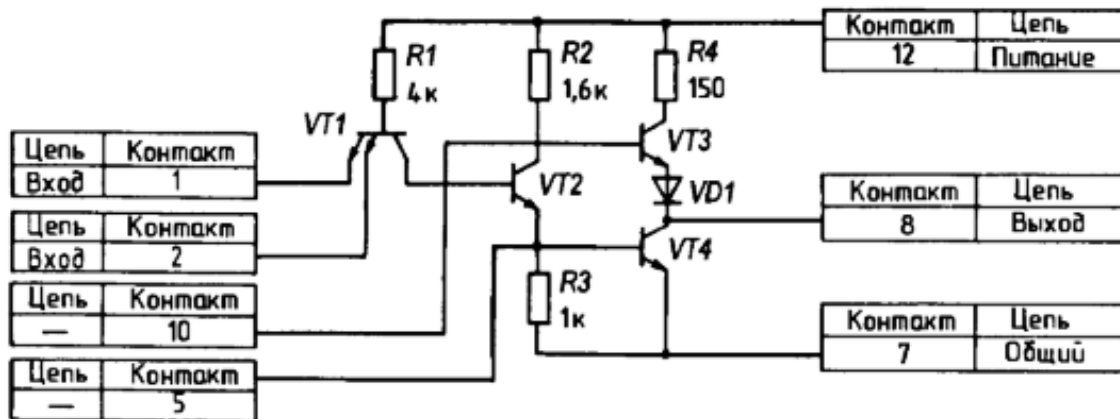 Контакт Цепь
12 Питание
R1
4к
R2
1,6к
R4
150
VT1
VT3
Цепь Контакт
Вход 1
VT2
VD1
Контакт Цепь
8 Выход
Цепь Контакт
Вход 2
VT4
Цепь Контакт
— 10
R3
1к
Контакт Цепь
7 Общий
Цепь Контакт
— 5